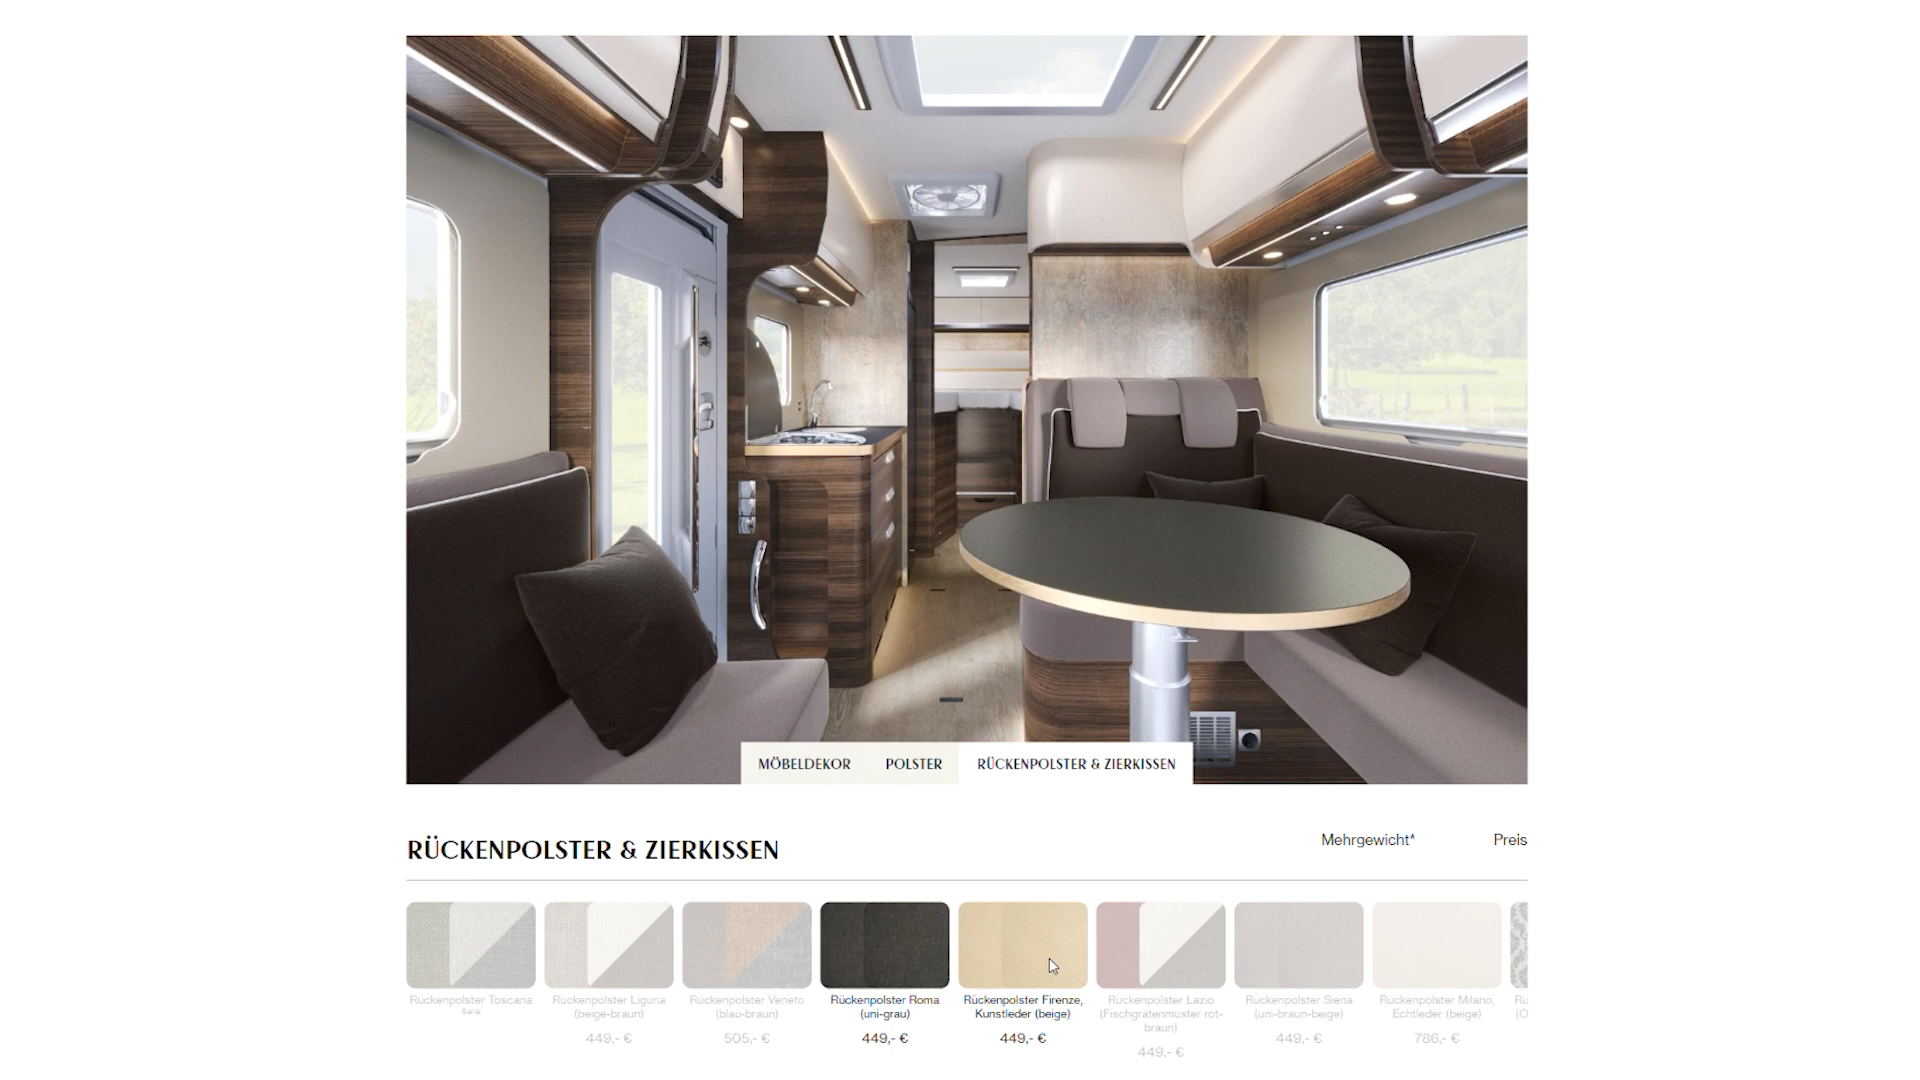 MÖBELDEKOR
POLSTER
RÜCKENPOLSTER & ZIERKISSEN
RÜCKENPOLSTER & ZIERKISSEN
Mehrgewicht*
Preis
Rückenpolster Toscana
Serie
Rückenpolster Liguria
(beige-braun)
449,- €
Rückenpolster Veneto
(blau-braun)
505,- €
Rückenpolster Roma
(uni-grau)
449,- €
Rückenpolster Firenze,
Kunstleder (beige)
449,- €
Rückenpolster Lazio
(Fischgrätenmuster rot-
braun)
449,- €
Rückenpolster Siena
(uni-braun-beige)
449,- €
Rückenpolster Milano,
Echtleder (beige)
786,- €